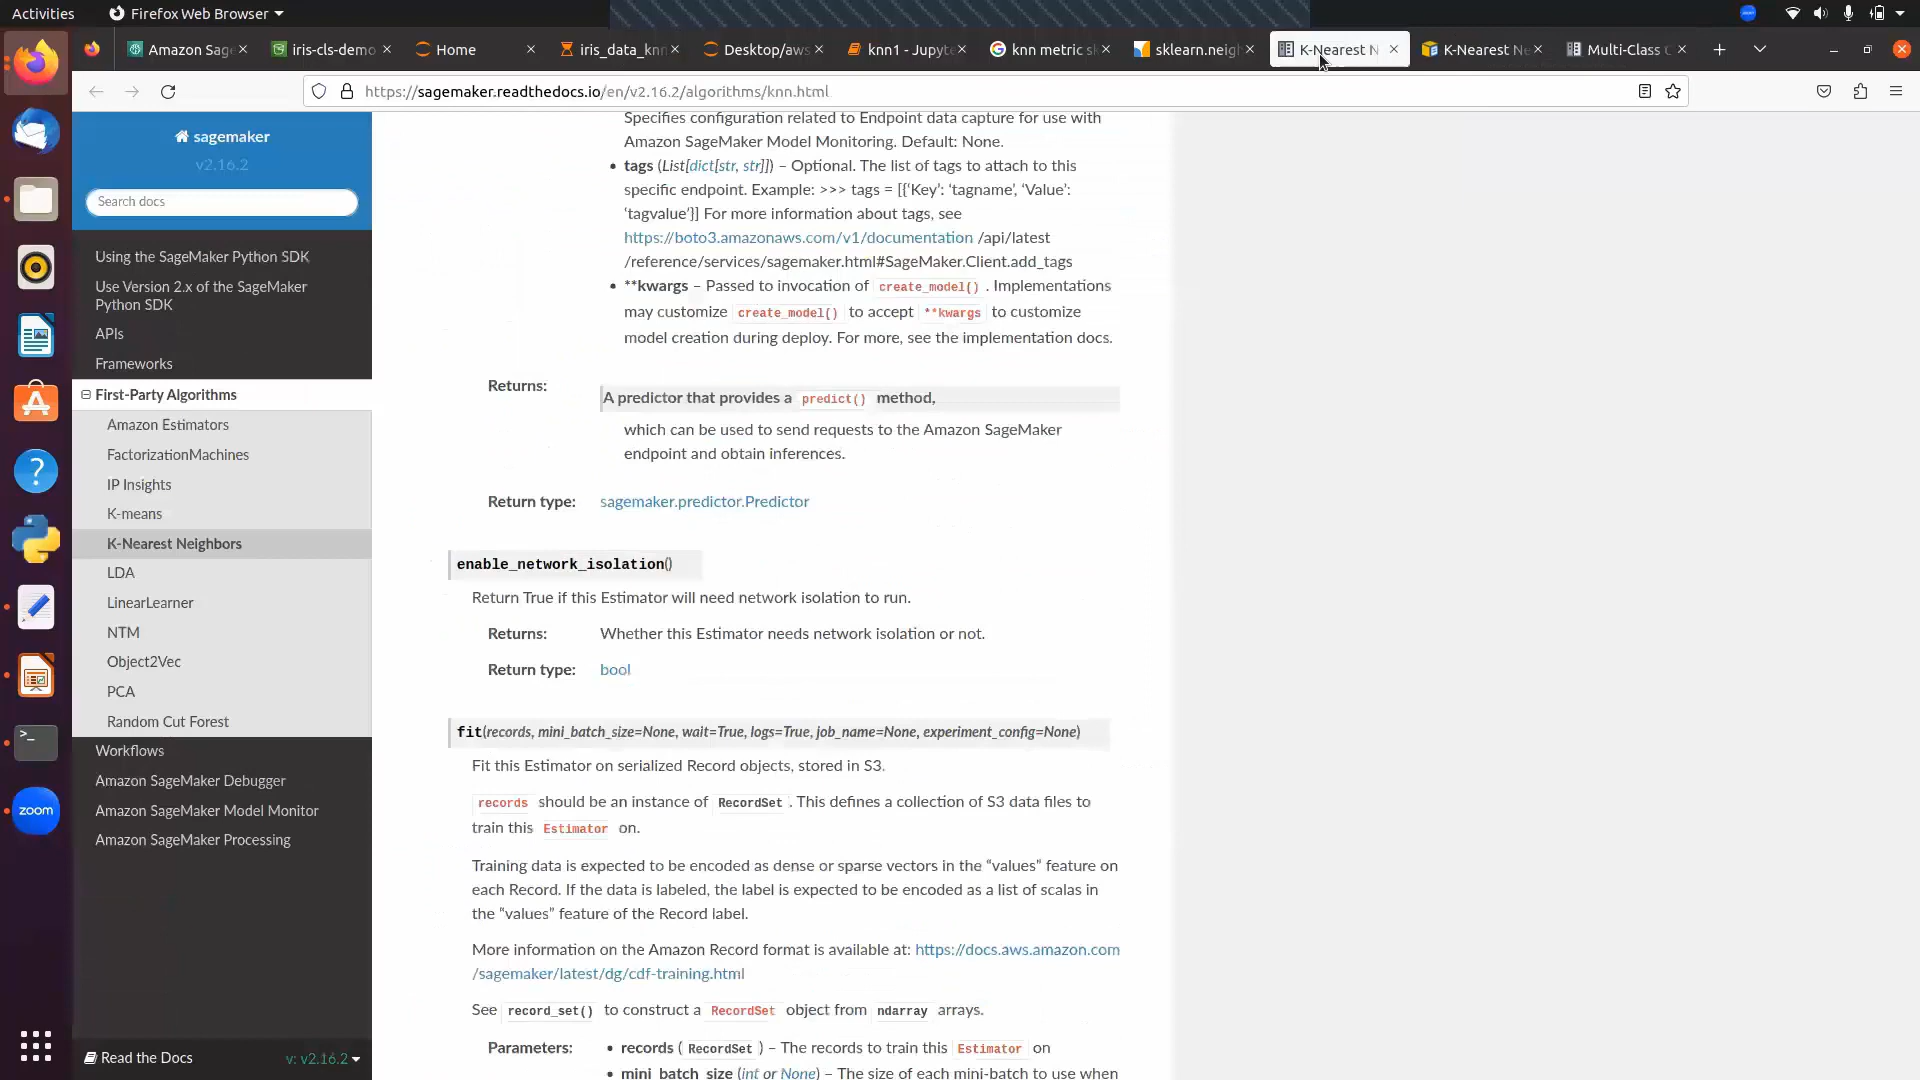 Activities
Firefox Web Browser
Amazon Sage
iris-cls-demo
Home
iris_data_knn
Desktop/aws
knn1 - Jupyte
knn metric sk
sklearn.neigh
K-Nearest N
K-Nearest Ne
Multi-Class C
https://sagemaker.readthedocs.io/en/v2.16.2/algorithms/knn.html
sagemaker
v2.16.2
Search docs
Using the SageMaker Python SDK
Use Version 2.x of the SageMaker
Python SDK
APIs
Frameworks
First-Party Algorithms
Amazon Estimators
FactorizationMachines
IP Insights
K-means
K-Nearest Neighbors
LDA
LinearLearner
NTM
Object2Vec
PCA
Random Cut Forest
Workflows
Amazon SageMaker Debugger
Amazon SageMaker Model Monitor
Amazon SageMaker Processing
Read the Docs
v: v2.16.2
zoom
Specifies configuration related to Endpoint data capture for use with
Amazon SageMaker Model Monitoring. Default: None.
• tags (List[dict[str, str]]) – Optional. The list of tags to attach to this
specific endpoint. Example: >>> tags = [{‘Key’: ‘tagname’, ‘Value’:
‘tagvalue’}] For more information about tags, see
https://boto3.amazonaws.com/v1/documentation /api/latest
/reference/services/sagemaker.html#SageMaker.Client.add_tags
• **kwargs – Passed to invocation of create_model() . Implementations
may customize create_model() to accept **kwargs to customize
model creation during deploy. For more, see the implementation docs.
Returns:
A predictor that provides a predict() method,
which can be used to send requests to the Amazon SageMaker
endpoint and obtain inferences.
Return type: sagemaker.predictor.Predictor
enable_network_isolation()
Return True if this Estimator will need network isolation to run.
Returns: Whether this Estimator needs network isolation or not.
Return type: bool
fit(records, mini_batch_size=None, wait=True, logs=True, job_name=None, experiment_config=None)
Fit this Estimator on serialized Record objects, stored in S3.
records should be an instance of RecordSet . This defines a collection of S3 data files to
train this Estimator on.
Training data is expected to be encoded as dense or sparse vectors in the “values” feature on
each Record. If the data is labeled, the label is expected to be encoded as a list of scalas in
the “values” feature of the Record label.
More information on the Amazon Record format is available at: https://docs.aws.amazon.com
/sagemaker/latest/dg/cdf-training.html
See record_set() to construct a RecordSet object from ndarray arrays.
Parameters: • records ( RecordSet ) – The records to train this Estimator on
• mini_batch_size (int or None) – The size of each mini-batch to use when